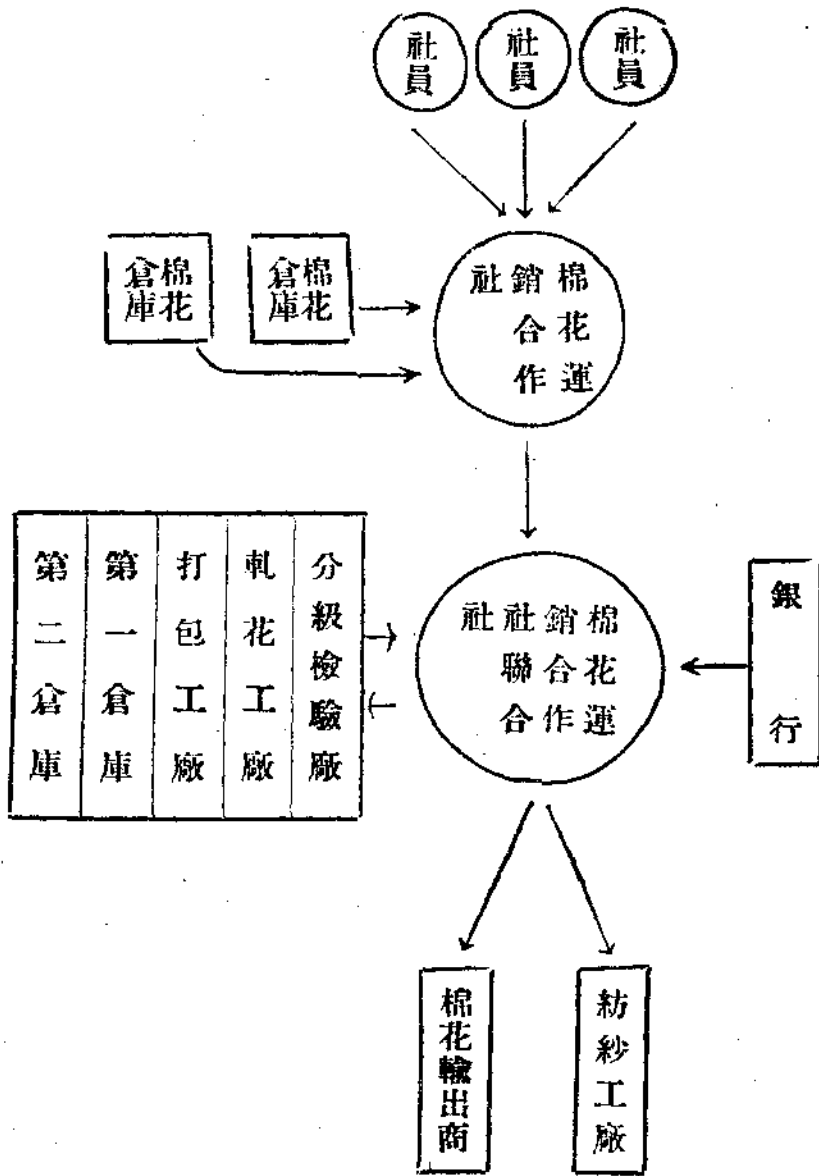 社員
社員
社員
棉花
倉庫
棉花
倉庫
棉花運
銷合作
社
分級檢驗廠
軋花工廠
打包工廠
第一倉庫
第二倉庫
棉花運
銷合作
社聯合
社
銀行
紡紗工廠
棉花輸出商